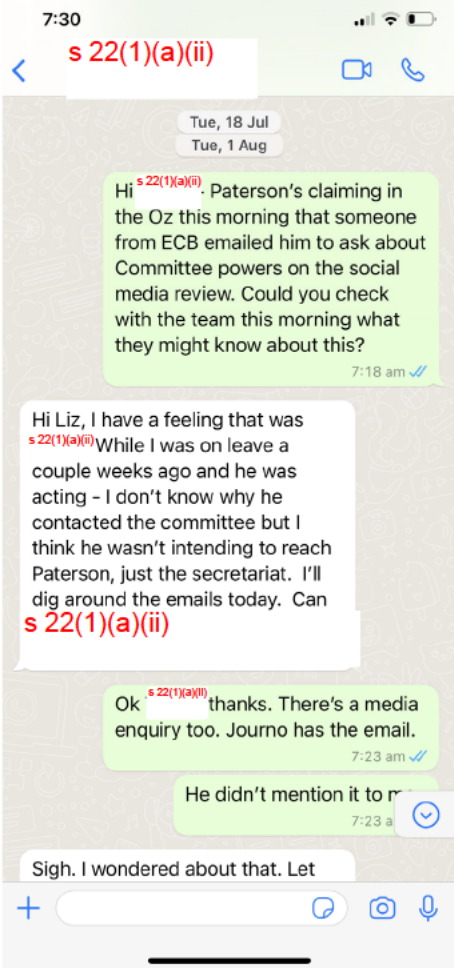 7:30
s 22(1)(a)(ii)
Tue, 18 Jul
Tue, 1 Aug
Hi s 22(1)(a)(ii) - Paterson's claiming in
the Oz this morning that someone
from ECB emailed him to ask about
Committee powers on the social
media review. Could you check
with the team this morning what
they might know about this?
7:18 am
Hi Liz, I have a feeling that was
s 22(1)(a)(ii) While I was on leave a
couple weeks ago and he was
acting - I don't know why he
contacted the committee but I
think he wasn't intending to reach
Paterson, just the secretariat. I'll
dig around the emails today. Can
s 22(1)(a)(ii)
Ok s 22(1)(a)(ii) thanks. There's a media
enquiry too. Journo has the email.
7:23 am
He didn't mention it to
7:23 a
Sigh. I wondered about that. Let